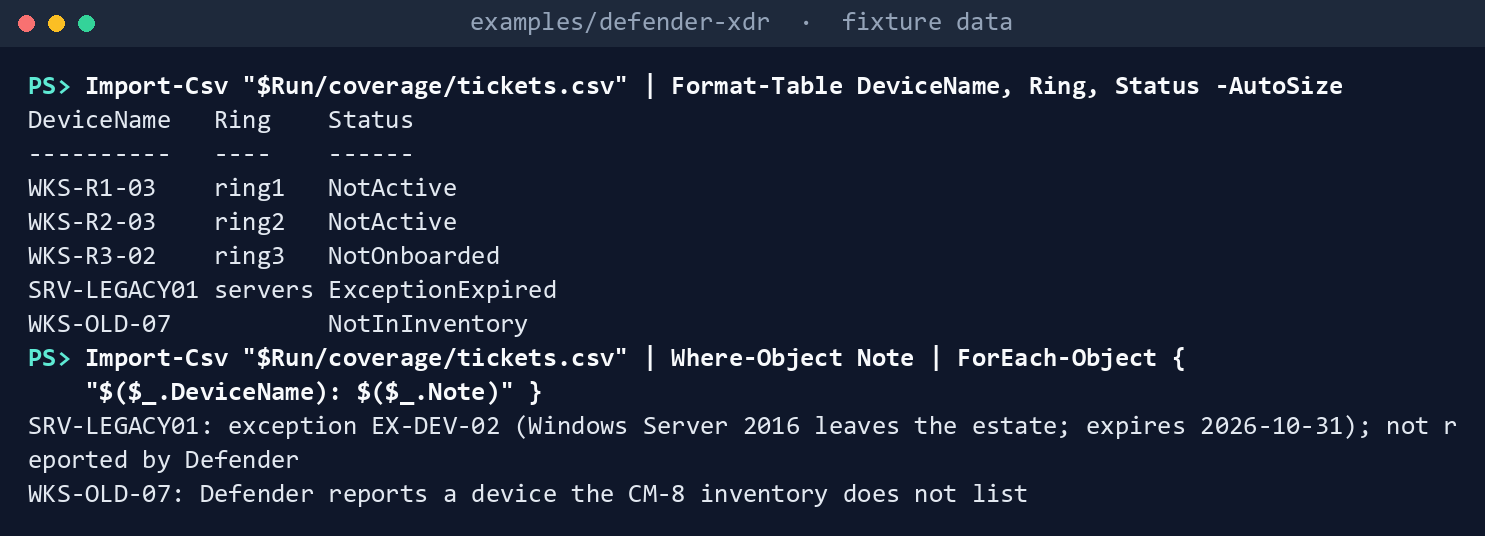 examples/defender-xdr · fixture data
PS> Import-Csv "$Run/coverage/tickets.csv" | Format-Table DeviceName, Ring, Status -AutoSize
DeviceName   Ring    Status
----------   ----    ------
WKS-R1-03    ring1   NotActive
WKS-R2-03    ring2   NotActive
WKS-R3-02    ring3   NotOnboarded
SRV-LEGACY01 servers ExceptionExpired
WKS-OLD-07           NotInInventory
PS> Import-Csv "$Run/coverage/tickets.csv" | Where-Object Note | ForEach-Object {
    "$($_.DeviceName): $($_.Note)" }
SRV-LEGACY01: exception EX-DEV-02 (Windows Server 2016 leaves the estate; expires 2026-10-31); not r
eported by Defender
WKS-OLD-07: Defender reports a device the CM-8 inventory does not list